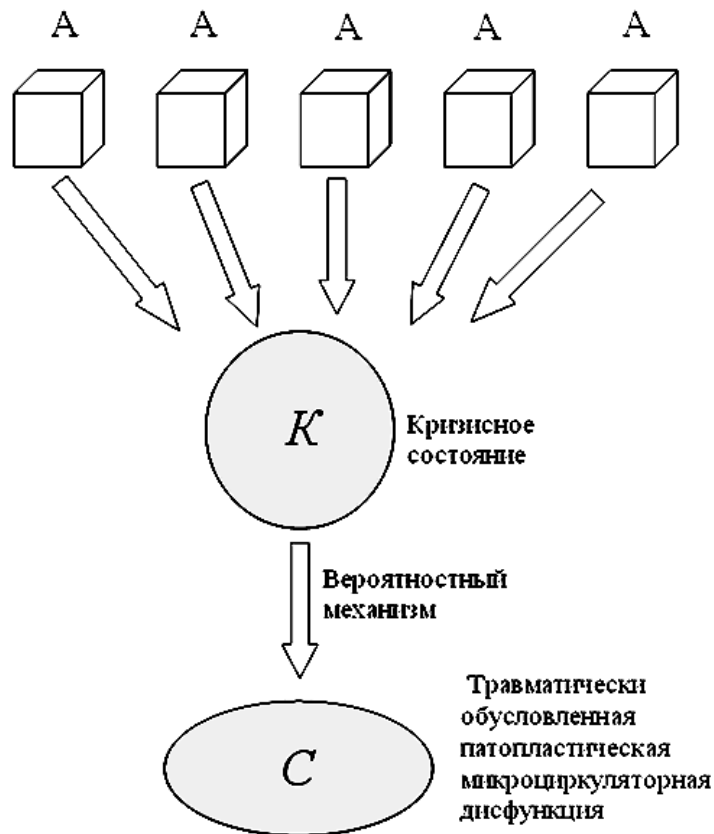 А А А А А
К
Кризисное
состояние
Вероятностный
механизм
С
Травматически
обусловленная
патопластическая
микроциркуляторная
дисфункция